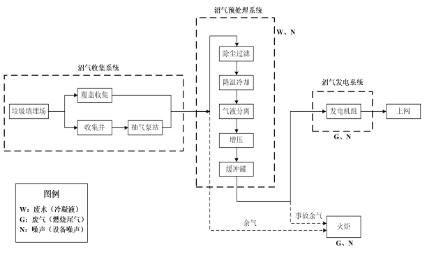 沼气预处理系统
W、N
沼气收集系统
除尘过滤
沼气发电系统
覆盖收集
降温冷却
垃圾填埋场
气液分离
发电机组
上网
收集井
抽气泵站
增压
G、N
缓冲罐
图例
W：废水（冷凝液）
G：废气（燃烧尾气）
N：噪声（设备噪声）
余气
事故余气
火炬
G、N